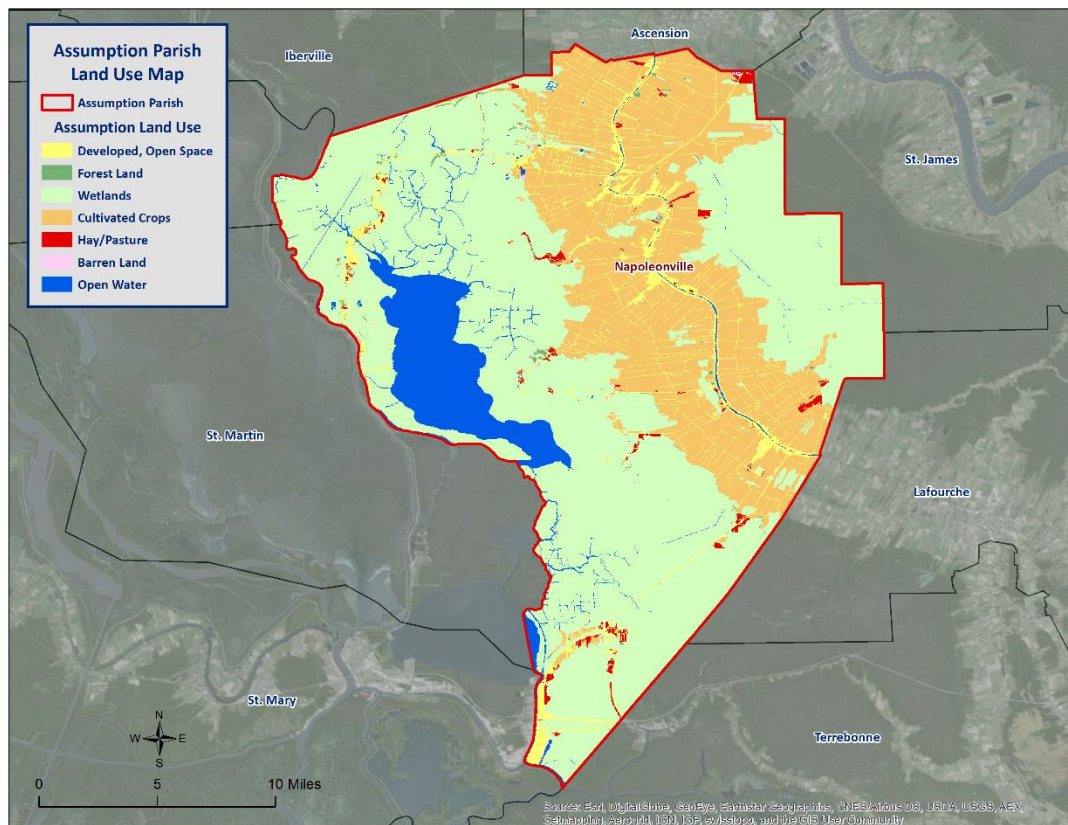 Assumption Parish
Land Use Map
Assumption Parish
Assumption Land Use
Developed, Open Space
Forest Land
Wetlands
Cultivated Crops
Hay/Pasture
Barren Land
Open Water
Iberville
Ascension
St. James
Napoleonville
St. Martin
Lafourche
St. Mary
Terrebonne
N
W E
S
0 5 10 Miles
Source: Esri, DigitalGlobe, GeoEye, Earthstar Geographics, CNES/Airbus DS, USDA, USGS, AEX,
Getmapping, Aerogrid, IGN, IGP, swisstopo, and the GIS User Community